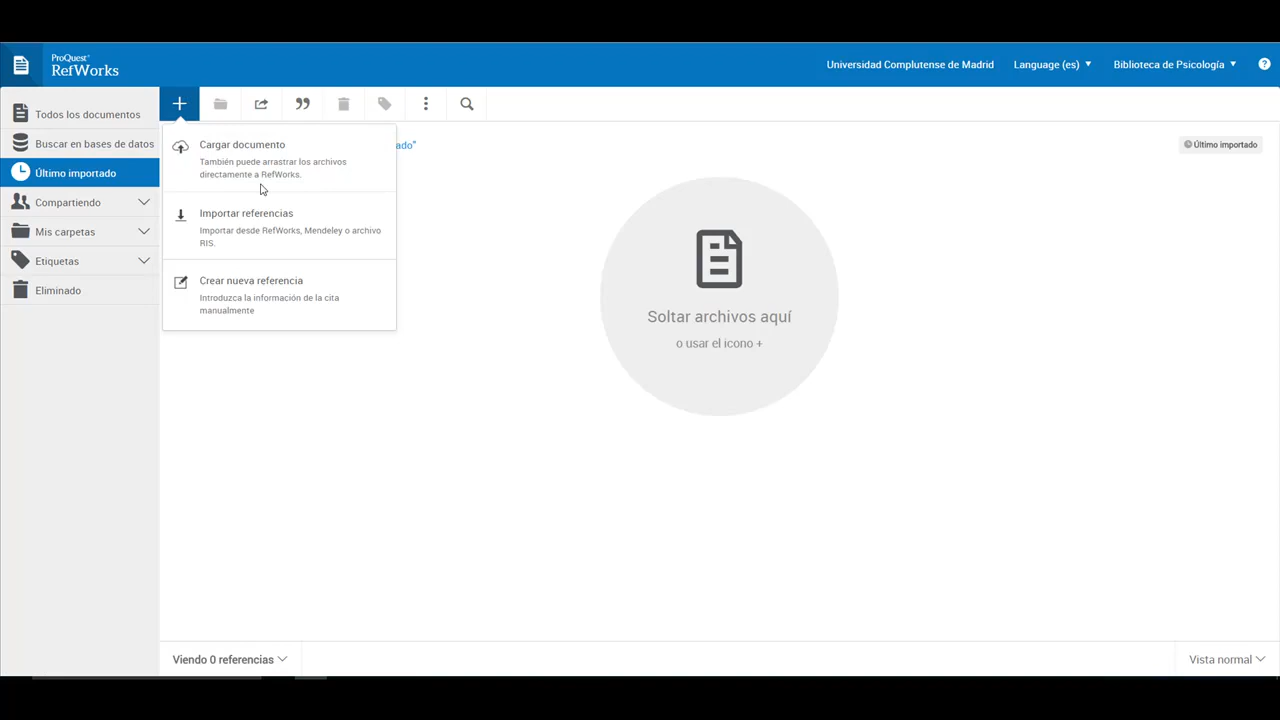 ProQuest
RefWorks
Universidad Complutense de Madrid
Language (es)
Biblioteca de Psicología
?
Todos los documentos
Buscar en bases de datos
Último importado
Compartiendo
Mis carpetas
Etiquetas
Eliminado
Cargar documento
También puede arrastrar los archivos
directamente a RefWorks.
Importar referencias
Importar desde RefWorks, Mendeley o archivo
RIS.
Crear nueva referencia
Introduzca la información de la cita
manualmente
ado"
Último importado
Soltar archivos aquí
o usar el icono +
Viendo 0 referencias
Vista normal